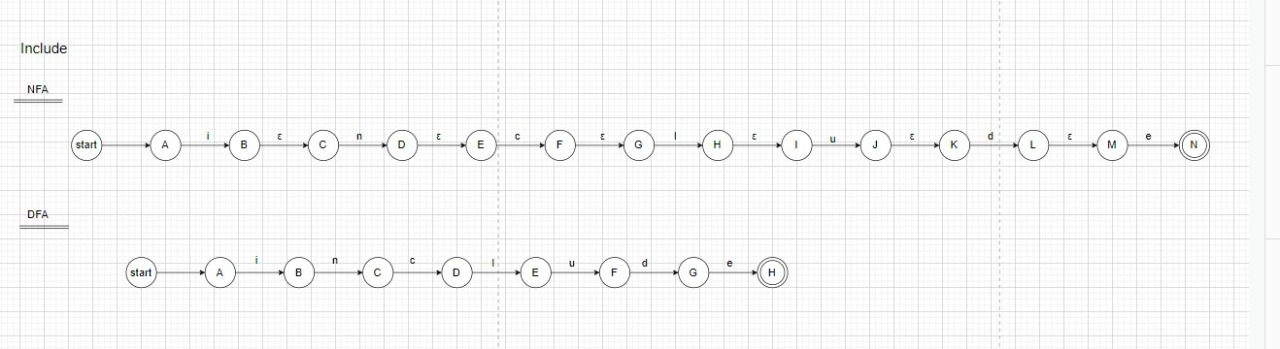 Include
NFA
i ε n ε c ε l ε u ε d ε e
start A B C D E F G H I J K L M N
DFA
i n c l u d e
start A B C D E F G H